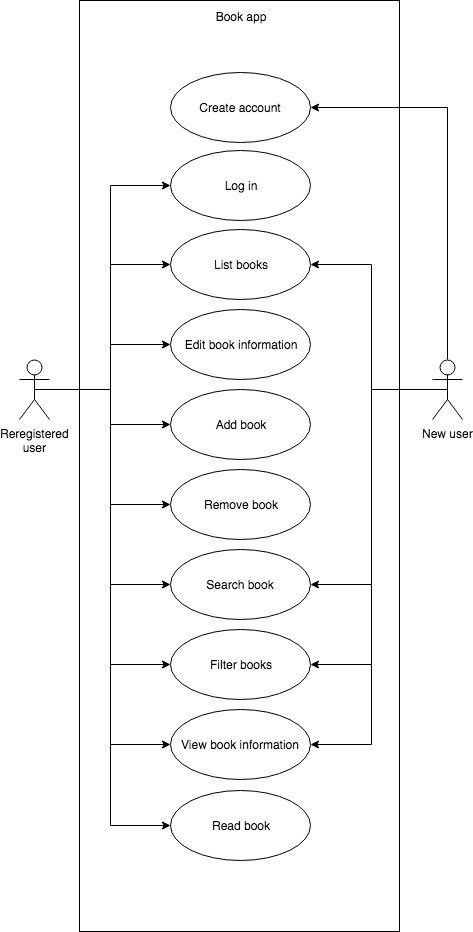 Book app
Create account
Log in
List books
Edit book information
Reregistered
user
New user
Add book
Remove book
Search book
Filter books
View book information
Read book